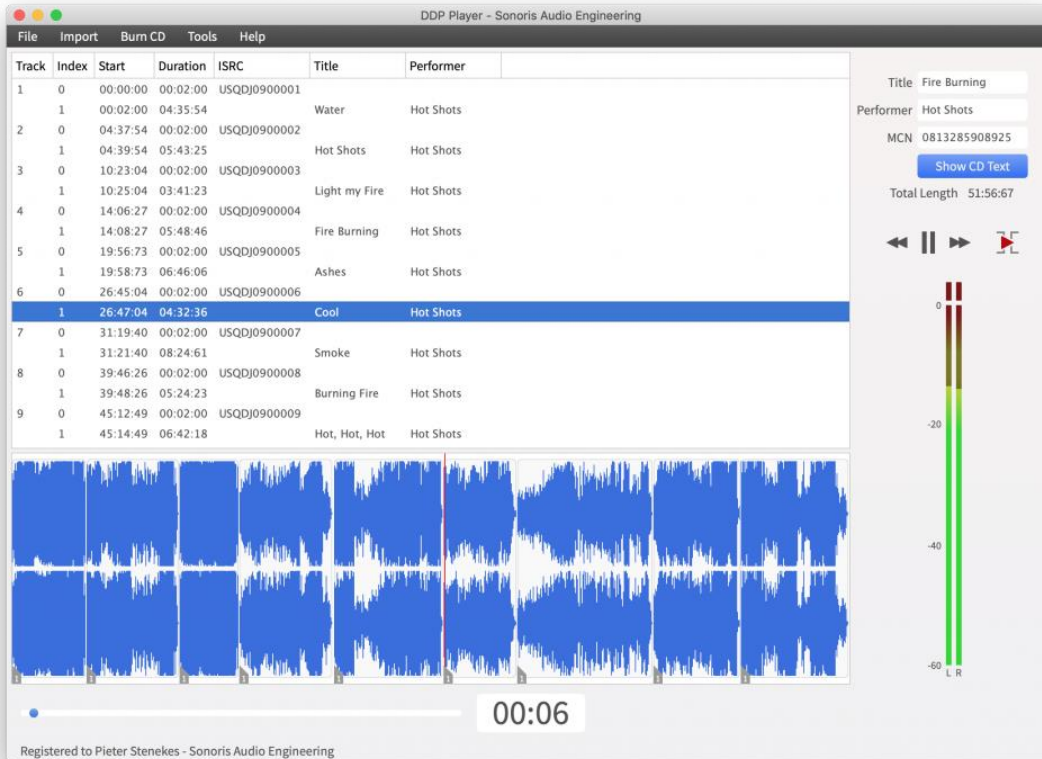 DDP Player - Sonoris Audio Engineering
File Import Burn CD Tools Help
Track Index Start Duration ISRC Title Performer
1 0 00:00:00 00:02:00 USQDJ0900001
1 00:02:00 04:35:54 Water Hot Shots
2 0 04:37:54 00:02:00 USQDJ0900002
1 04:39:54 05:43:25 Hot Shots Hot Shots
3 0 10:23:04 00:02:00 USQDJ0900003
1 10:25:04 03:41:23 Light my Fire Hot Shots
4 0 14:06:27 00:02:00 USQDJ0900004
1 14:08:27 05:48:46 Fire Burning Hot Shots
5 0 19:56:73 00:02:00 USQDJ0900005
1 19:58:73 06:46:06 Ashes Hot Shots
6 0 26:45:04 00:02:00 USQDJ0900006
1 26:47:04 04:32:36 Cool Hot Shots
7 0 31:19:40 00:02:00 USQDJ0900007
1 31:21:40 08:24:61 Smoke Hot Shots
8 0 39:46:26 00:02:00 USQDJ0900008
1 39:48:26 05:24:23 Burning Fire Hot Shots
9 0 45:12:49 00:02:00 USQDJ0900009
1 45:14:49 06:42:18 Hot, Hot, Hot Hot Shots
Title Fire Burning
Performer Hot Shots
MCN 0813285908925
Show CD Text
Total Length 51:56:67
0
-20
-40
-60
L R
1 1 1 1 1 1 1 1 1
00:06
Registered to Pieter Stenekes - Sonoris Audio Engineering